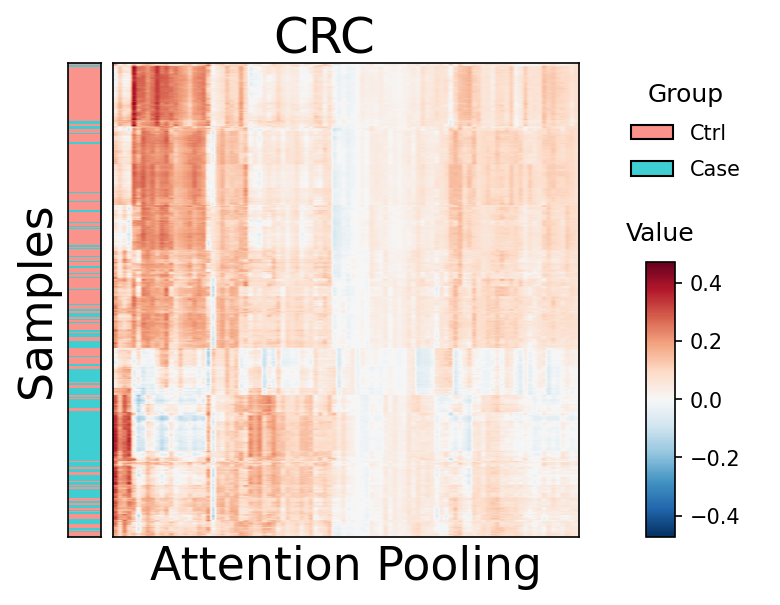 CRC
Samples
Attention Pooling
Group
Ctrl
Case
Value
0.4
0.2
0.0
−0.2
−0.4